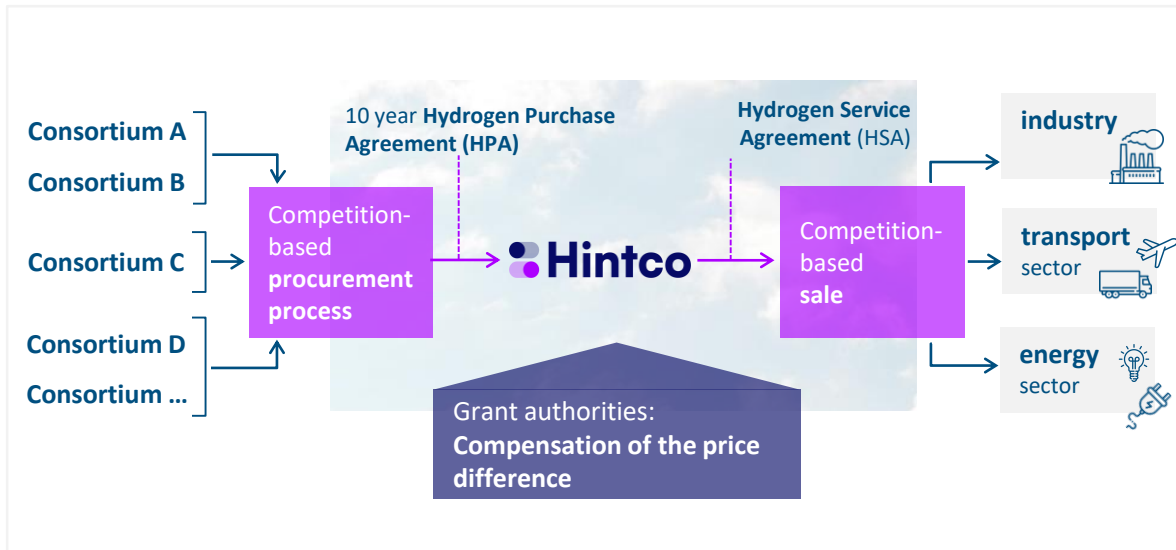 Consortium A
Consortium B
Consortium C
Consortium D
Consortium ...
Competition-
based
procurement
process
10 year Hydrogen Purchase
Agreement (HPA)
Hintco
Hydrogen Service
Agreement (HSA)
Competition-
based
sale
Grant authorities:
Compensation of the price
difference
industry
transport
sector
energy
sector